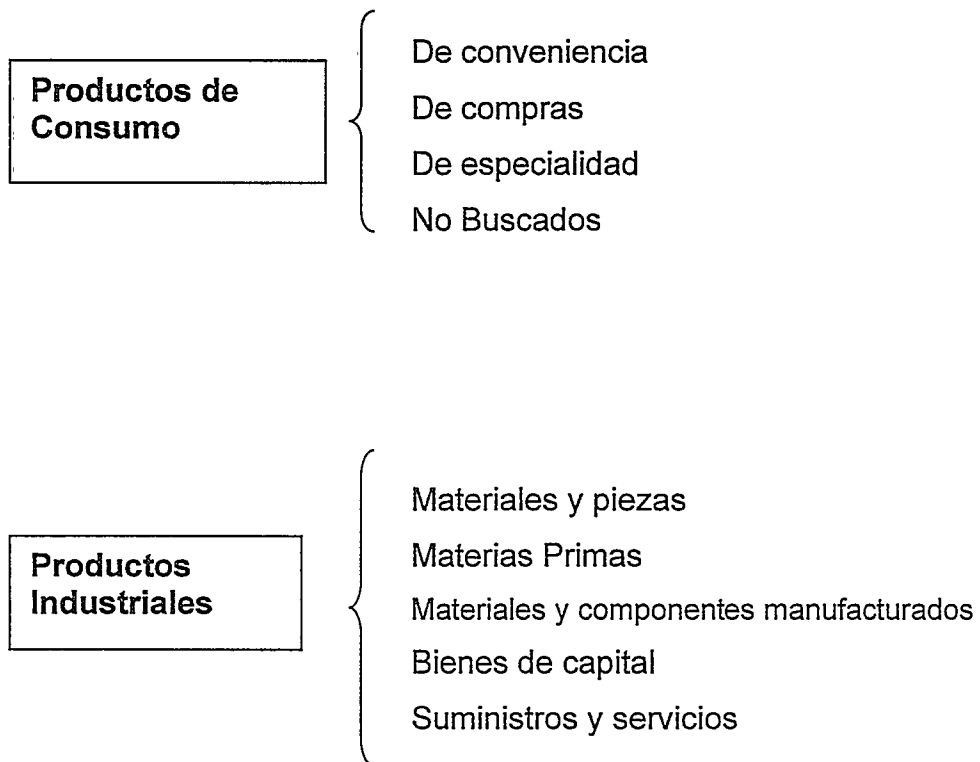 Productos de
Consumo
De conveniencia
De compras
De especialidad
No Buscados
Productos
Industriales
Materiales y piezas
Materias Primas
Materiales y componentes manufacturados
Bienes de capital
Suministros y servicios